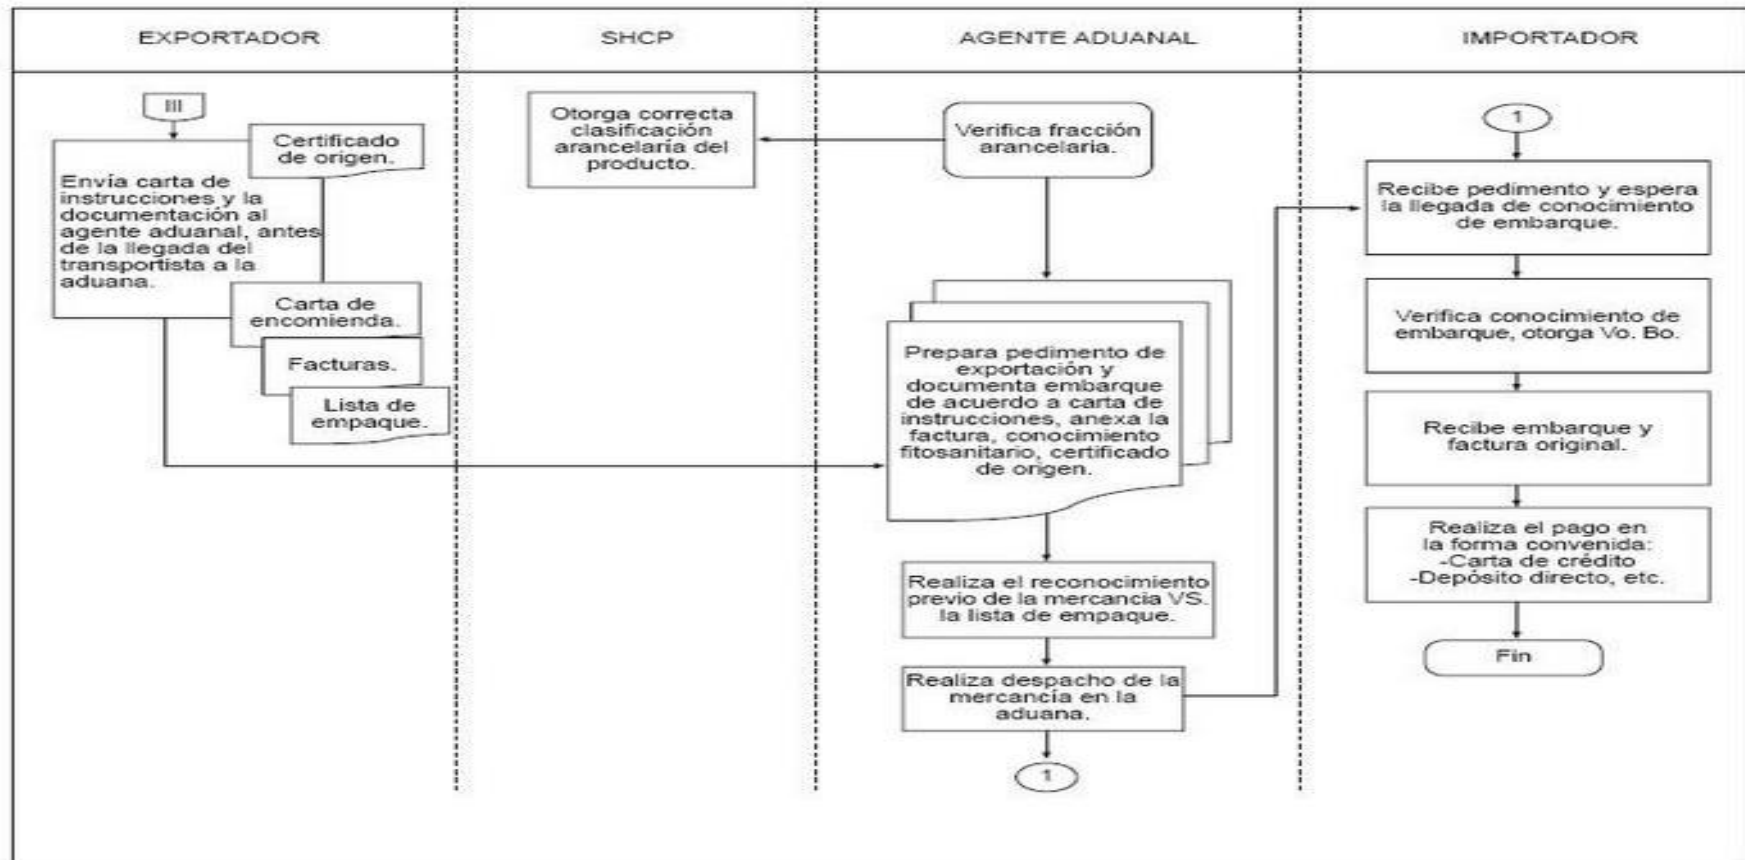 EXPORTADOR
SHCP
AGENTE ADUANAL
IMPORTADOR
III
Certificado
de origen.
Envía carta de
instrucciones y la
documentación al
agente aduanal, antes
de la llegada del
transportista a la
aduana.
Carta de
encomienda.
Facturas.
Lista de
empaque.
Otorga correcta
clasificación
arancelaría del
producto.
Verifica fracción
arancelaria.
Prepara pedimento de
exportación y
documenta embarque
de acuerdo a carta de
instrucciones, anexa la
factura, conocimiento
fitosanitario, certificado
de origen.
Realiza el reconocimiento
previo de la mercancia VS.
la lista de empaque.
Realiza despacho de la
mercancía en la
aduana.
1
1
Recibe pedimento y espera
la llegada de conocimiento
de embarque.
Verifica conocimiento de
embarque, otorga Vo. Bo.
Recibe embarque y
factura original.
Realiza el pago en
la forma convenida:
-Carta de crédito
-Depósito directo, etc.
Fin